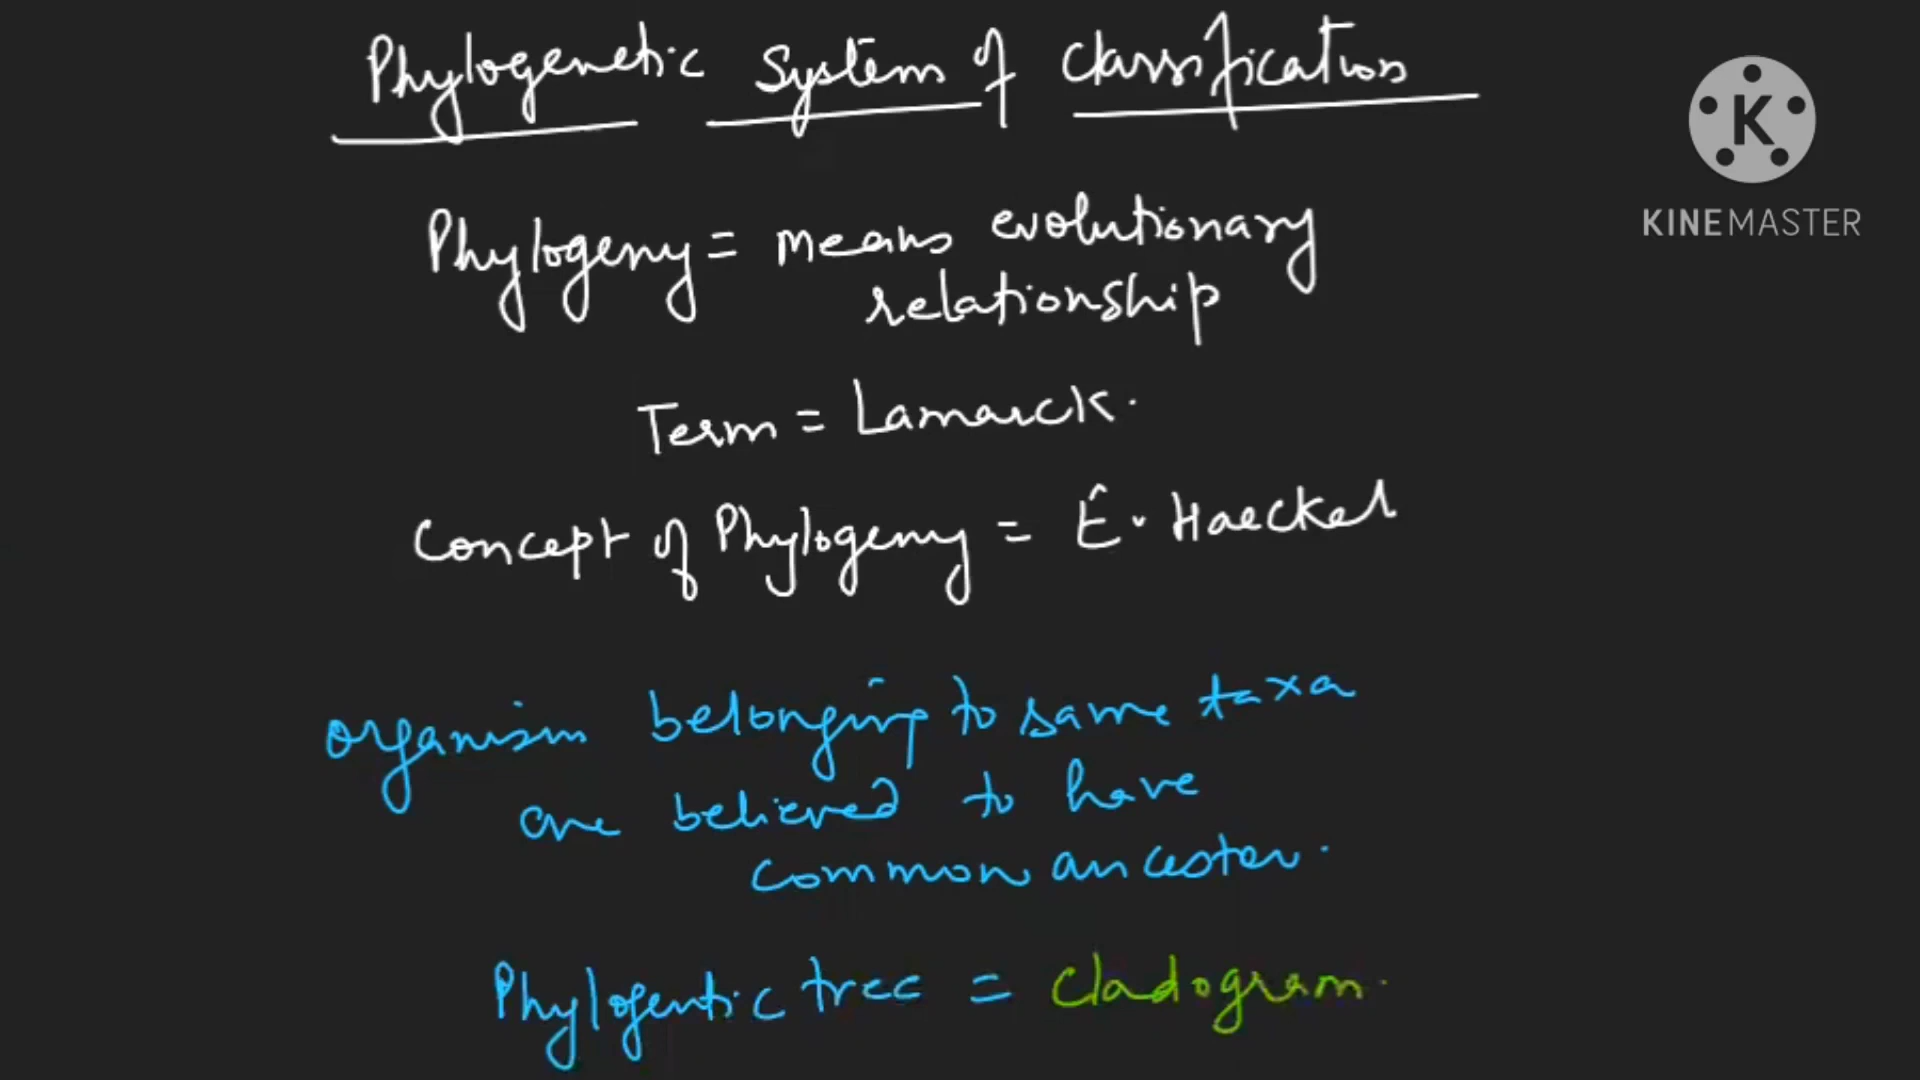 Phylogenetic System of Classification
K
KINEMASTER
Phylogeny = means evolutionary
relationship
Term = Lamarck.
Concept of Phylogeny = E. Haeckel
organism belonging to same taxa
are believed to have
common ancester.
Phylogentic tree = Cladogram.